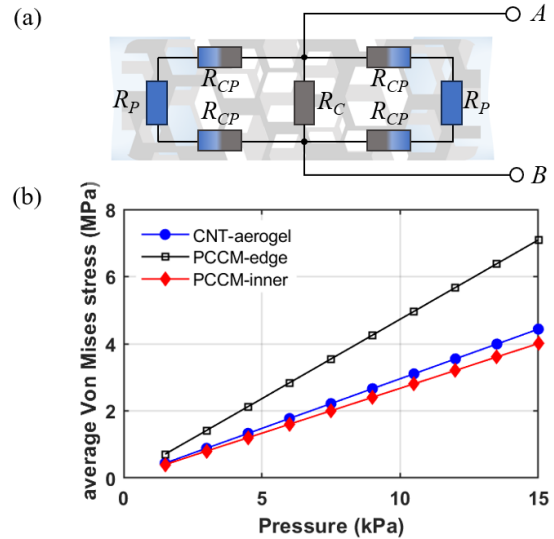 (a)
A
R_CP
R_CP
R_P
R_C
R_P
R_CP
R_CP
B
(b)
average Von Mises stress (MPa)
8
6
4
2
0
CNT-aerogel
PCCM-edge
PCCM-inner
0
5
10
15
Pressure (kPa)